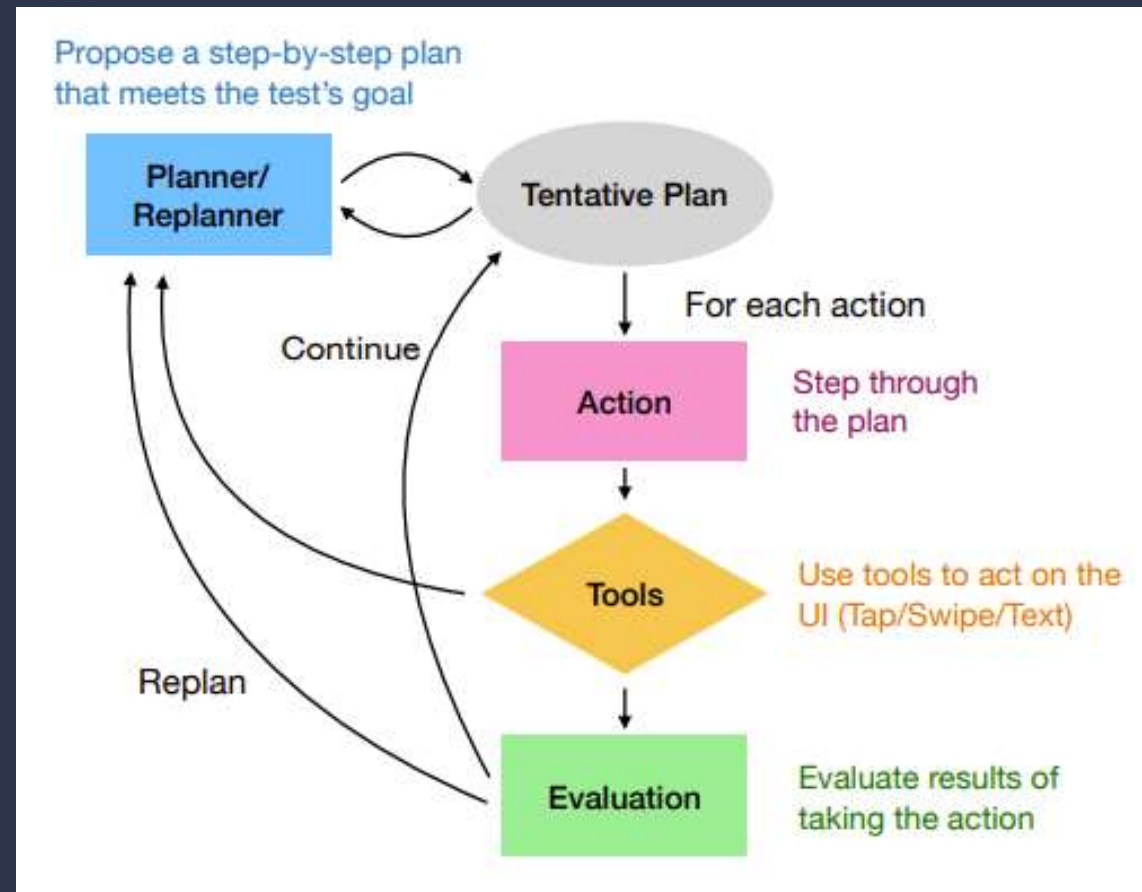 Propose a step-by-step plan
that meets the test's goal
Planner/
Replanner
Tentative Plan
For each action
Continue
Action
Step through
the plan
Tools
Use tools to act on the
UI (Tap/Swipe/Text)
Replan
Evaluation
Evaluate results of
taking the action